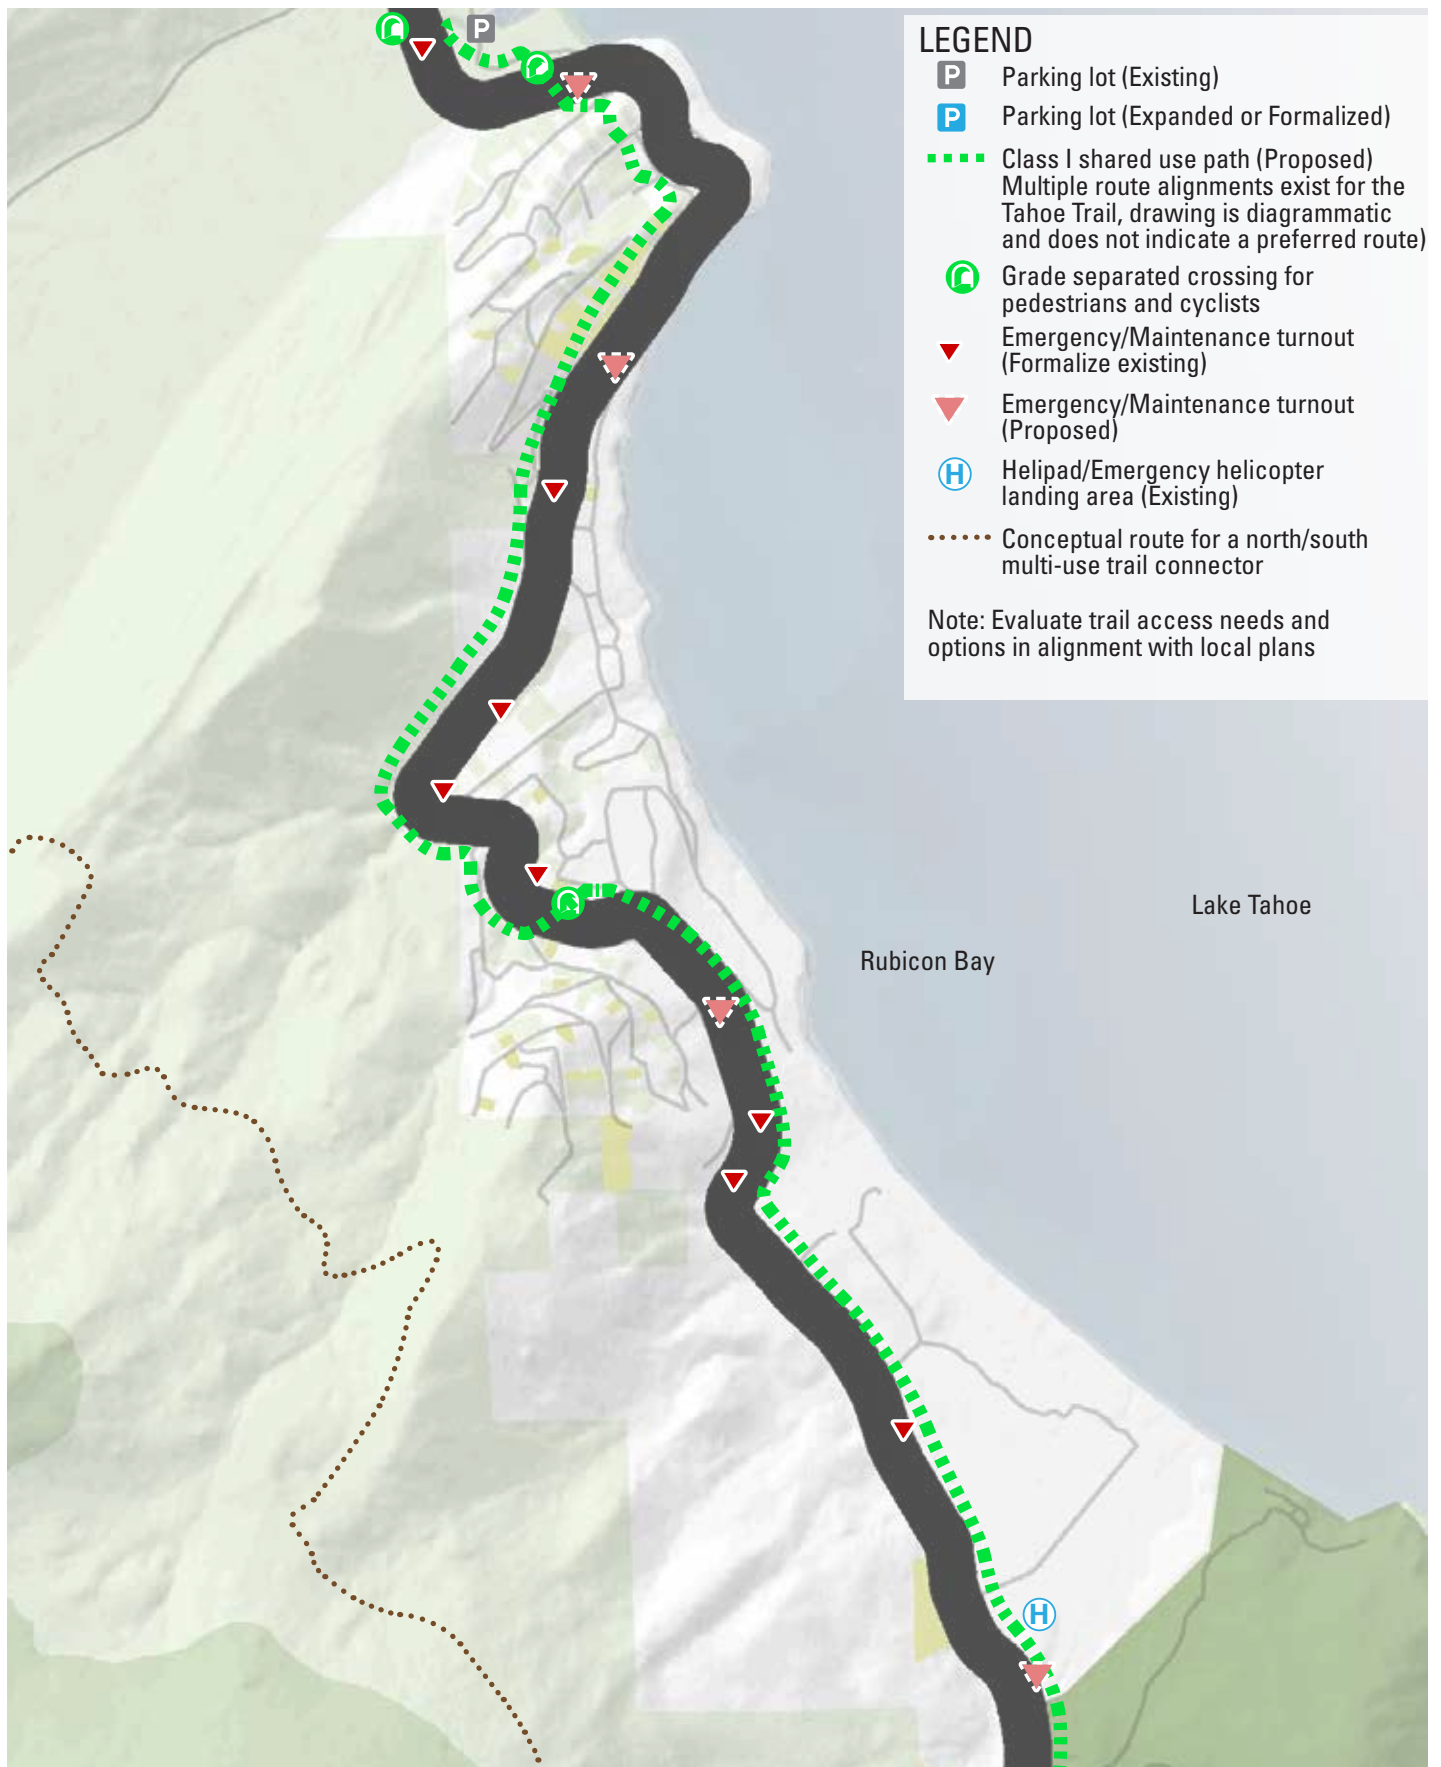 P
LEGEND
P Parking lot (Existing)
P Parking lot (Expanded or Formalized)
Class I shared use path (Proposed)
Multiple route alignments exist for the
Tahoe Trail, drawing is diagrammatic
and does not indicate a preferred route)
Grade separated crossing for
pedestrians and cyclists
Emergency/Maintenance turnout
(Formalize existing)
Emergency/Maintenance turnout
(Proposed)
H Helipad/Emergency helicopter
landing area (Existing)
Conceptual route for a north/south
multi-use trail connector
Note: Evaluate trail access needs and
options in alignment with local plans
Lake Tahoe
Rubicon Bay
H